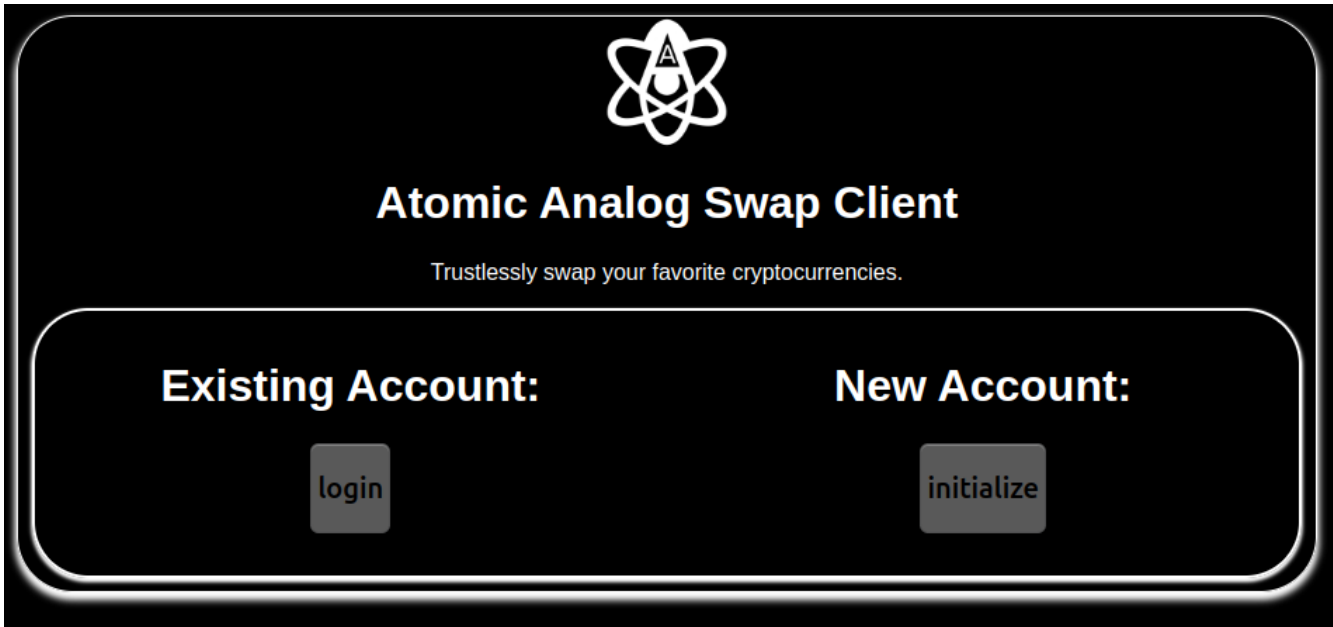 A
Atomic Analog Swap Client
Trustlessly swap your favorite cryptocurrencies.
Existing Account:
New Account:
login
initialize